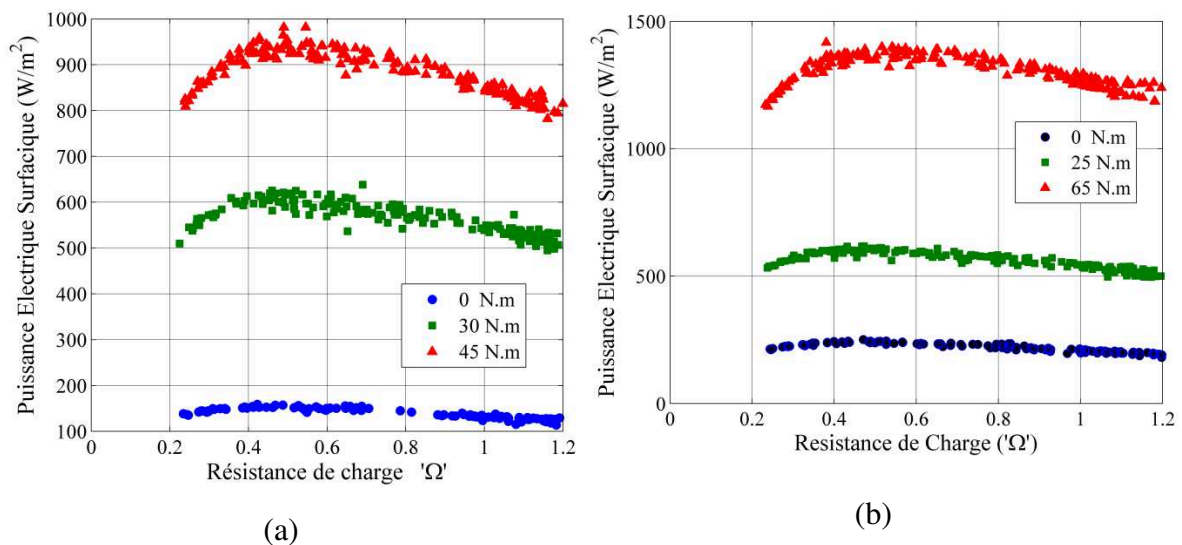 Puissance Electrique Surfacique (W/m²)
1000
900
800
700
600
500
400
300
200
100
0 N.m
30 N.m
45 N.m
0 0.2 0.4 0.6 0.8 1 1.2
Résistance de charge 'Ω'
(a)
Puissance Electrique Surfacique (W/m²)
1500
1000
500
0
0 N.m
25 N.m
65 N.m
0 0.2 0.4 0.6 0.8 1 1.2
Resistance de Charge ('Ω')
(b)